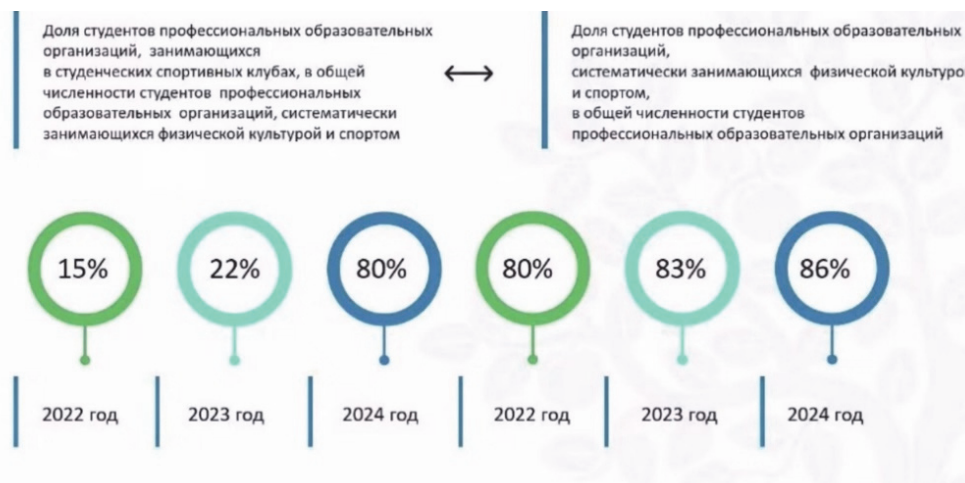 Доля студентов профессиональных образовательных
организаций, занимающихся
в студенческих спортивных клубах, в общей
численности студентов профессиональных
образовательных организаций, систематически
занимающихся физической культурой и спортом
Доля студентов профессиональных образовательных
организаций,
систематически занимающихся физической культуро
и спортом,
в общей численности студентов
профессиональных образовательных организаций
15% 22% 80% 80% 83% 86%
2022 год 2023 год 2024 год 2022 год 2023 год 2024 год